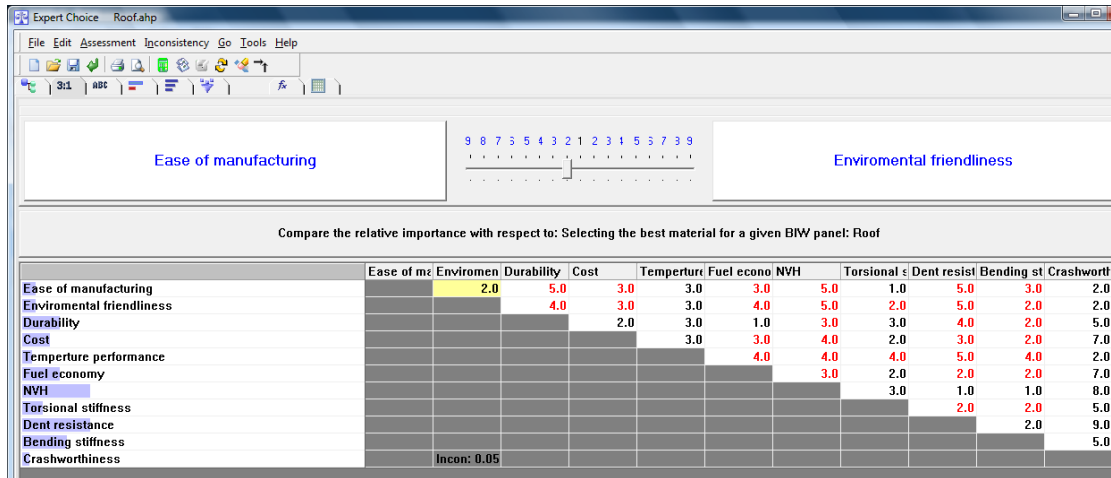 Expert Choice Roof.ahp
File Edit Assessment Inconsistency Go Tools Help
3:1 ABC fx
9 8 7 6 5 4 3 2 1 2 3 4 5 6 7 8 9
Ease of manufacturing Enviromental friendliness
Compare the relative importance with respect to: Selecting the best material for a given BIW panel: Roof
Ease of ma Enviromen Durability Cost Temperture Fuel econo NVH Torsional s Dent resist Bending st Crashworth
Ease of manufacturing 2.0 5.0 3.0 3.0 3.0 5.0 1.0 5.0 3.0 2.0
Enviromental friendliness 4.0 3.0 3.0 4.0 5.0 2.0 5.0 2.0 2.0
Durability 2.0 3.0 1.0 3.0 3.0 4.0 2.0 5.0
Cost 3.0 3.0 4.0 2.0 3.0 2.0 7.0
Temperture performance 4.0 4.0 4.0 5.0 4.0 2.0
Fuel economy 3.0 2.0 2.0 2.0 7.0
NVH 3.0 1.0 1.0 8.0
Torsional stiffness 2.0 2.0 5.0
Dent resistance 2.0 9.0
Bending stiffness 5.0
Crashworthiness Incon: 0.05